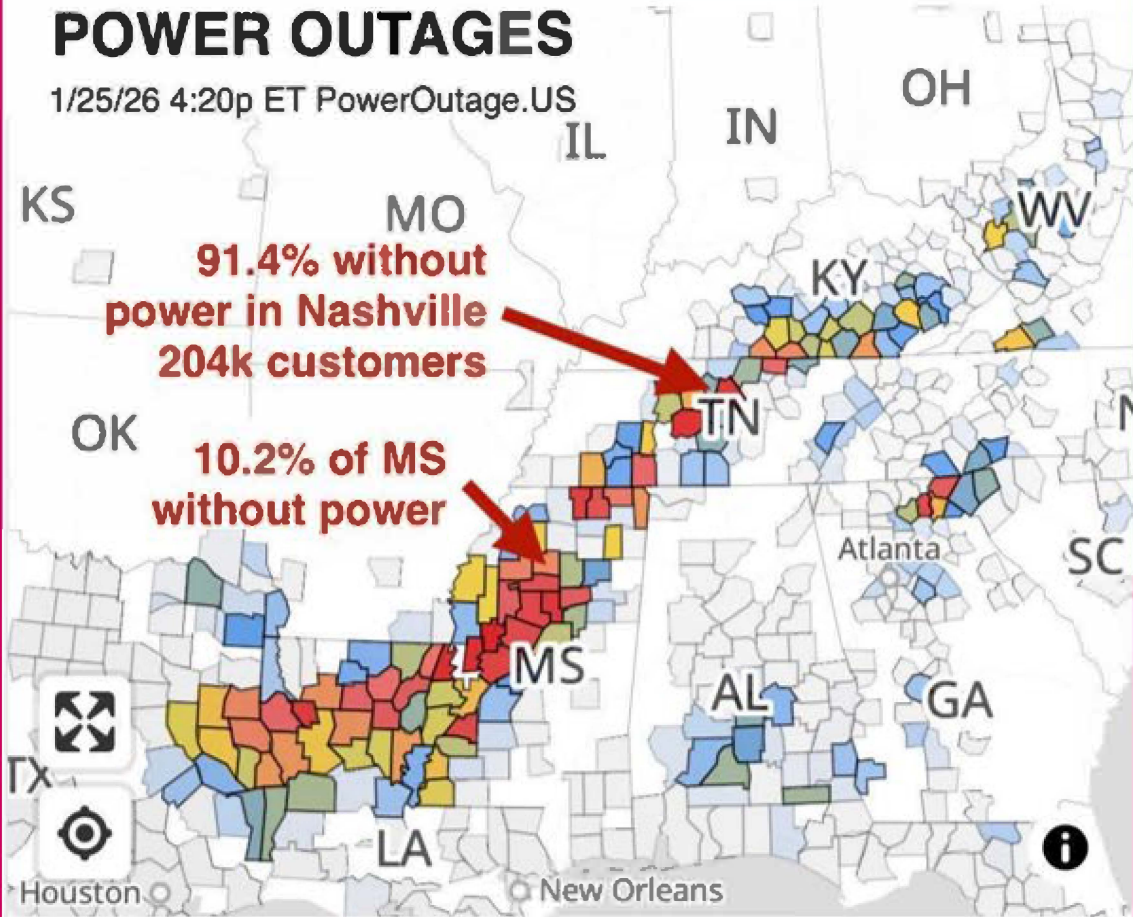 POWER OUTAGES
1/25/26 4:20p ET PowerOutage.US
OH
IN
IL
KS
MO
WV
91.4% without
power in Nashville
204k customers
KY
OK
TN
N
10.2% of MS
without power
Atlanta
SC
MS
AL
GA
TX
LA
Houston
New Orleans